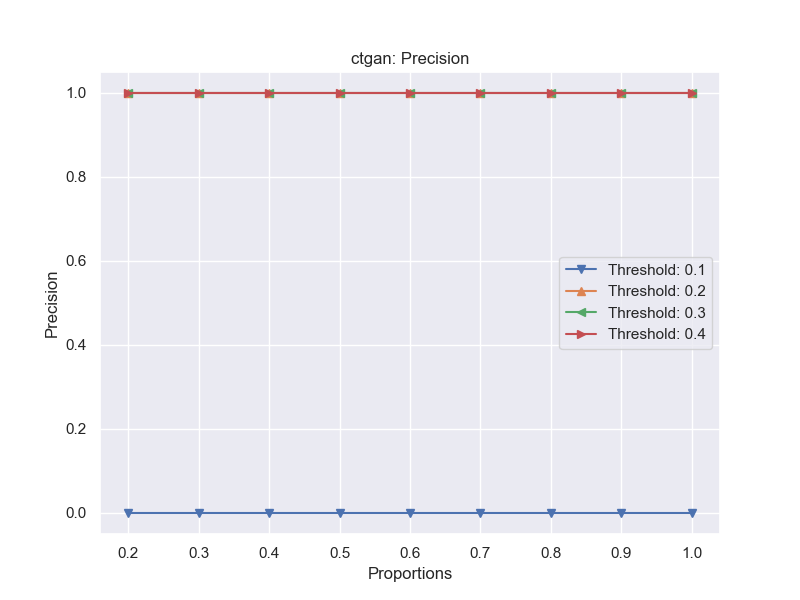 ctgan: Precision
1.0
0.8
0.6
0.4
0.2
0.0
Precision
Threshold: 0.1
Threshold: 0.2
Threshold: 0.3
Threshold: 0.4
0.2 0.3 0.4 0.5 0.6 0.7 0.8 0.9 1.0
Proportions